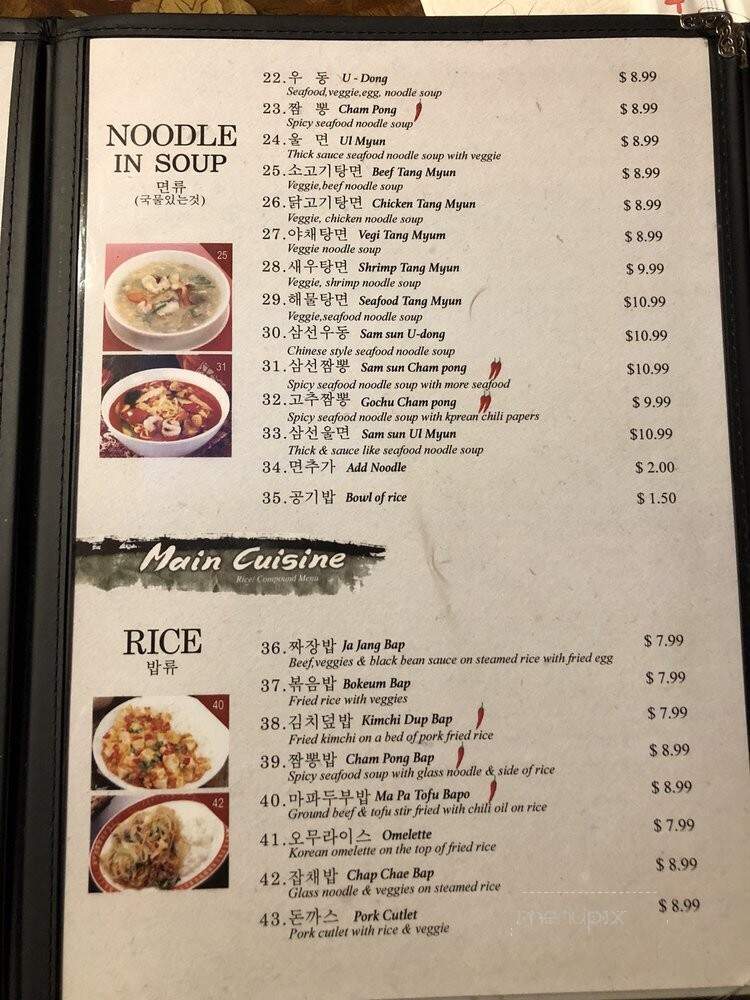 NOODLE
IN SOUP
면류
(국물있는것)
25
31
22.우 동 U - Dong $ 8.99
Seafood,veggie,egg, noodle soup
23.짬 뽕 Cham Pong $ 8.99
Spicy seafood noodle soup
24.울 면 Ul Myun $ 8.99
Thick sauce seafood noodle soup with veggie
25.소고기탕면 Beef Tang Myun $ 8.99
Veggie,beef noodle soup
26.닭고기탕면 Chicken Tang Myun $ 8.99
Veggie, chicken noodle soup
27.야채탕면 Vegi Tang Myum $ 8.99
Veggie noodle soup
28.새우탕면 Shrimp Tang Myun $ 9.99
Veggie, shrimp noodle soup
29.해물탕면 Seafood Tang Myun $10.99
Veggie,seafood noodle soup
30.삼선우동 Sam sun U-dong $10.99
Chinese style seafood noodle soup
31.삼선짬뽕 Sam sun Cham pong $10.99
Spicy seafood noodle soup with more seafood
32.고추짬뽕 Gochu Cham pong $ 9.99
Spicy seafood noodle soup with kprean chili papers
33.삼선울면 Sam sun Ul Myun $10.99
Thick & sauce like seafood noodle soup
34.면추가 Add Noodle $ 2.00
35.공기밥 Bowl of rice $ 1.50
Main Cuisine
Rice/ Compound Menu
RICE
밥류
40
42
36.짜장밥 Ja Jang Bap $ 7.99
Beef,veggies & black bean sauce on steamed rice with fried egg
37.볶음밥 Bokeum Bap $ 7.99
Fried rice with veggies
38.김치덮밥 Kimchi Dup Bap $ 7.99
Fried kimchi on a bed of pork fried rice
39.짬뽕밥 Cham Pong Bap $ 8.99
Spicy seafood soup with glass noodle & side of rice
40.마파두부밥 Ma Pa Tofu Bapo $ 8.99
Ground beef & tofu stir fried with chili oil on rice
41.오무라이스 Omelette $ 7.99
Korean omelette on the top of fried rice
42.잡채밥 Chap Chae Bap $ 8.99
Glass noodle & veggies on steamed rice
43.돈까스 Pork Cutlet $ 8.99
Pork cutlet with rice & veggie
menupix